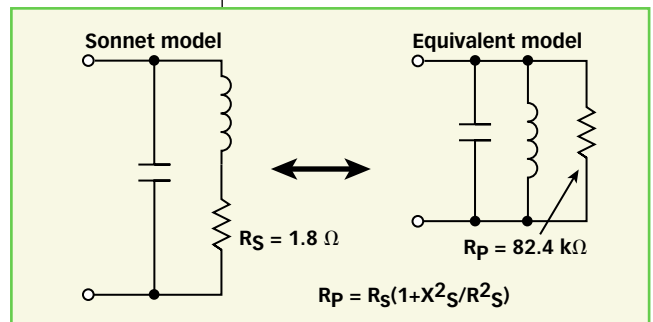 Sonnet model
Equivalent model
RS = 1.8 Ω
RP = 82.4 kΩ
RP = RS(1+X2S/R2S)